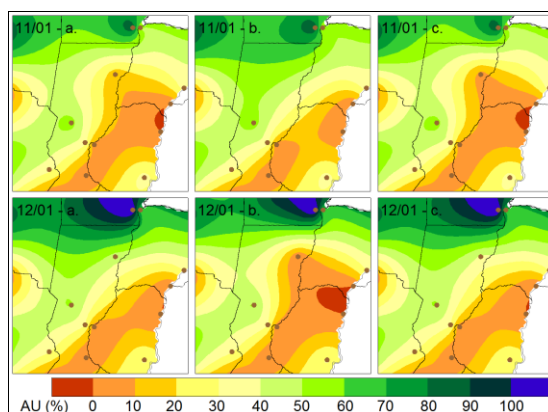 11/01 - a. 11/01 - b. 11/01 - c.
12/01 - a. 12/01 - b. 12/01 - c.
AU (%) 0 10 20 30 40 50 60 70 80 90 100